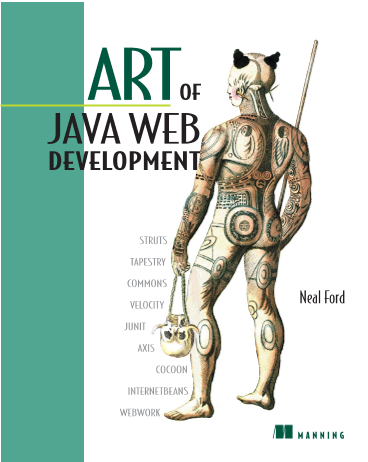 ART OF
JAVA WEB
DEVELOPMENT
STRUTS
TAPESTRY
COMMONS
VELOCITY
JUNIT
AXIS
COCOON
INTERNETBEANS
WEBWORK
Neal Ford
MANNING